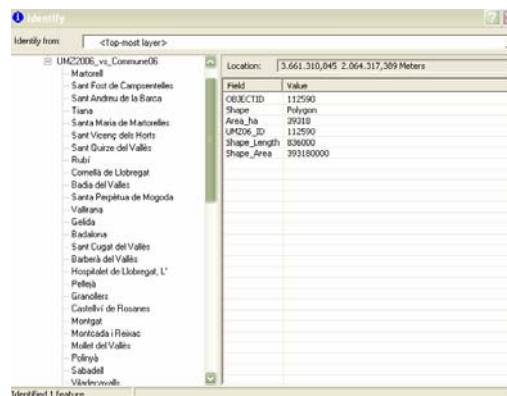 Identify
Identify from: <Top-most layer>
UMZ2006_vs_Commune06
Martorell
Sant Fost de Campsentelles
Sant Andreu de la Barca
Tiana
Santa Maria de Martorelles
Sant Vicenç dels Horts
Sant Quirze del Vallès
Rubí
Cornellà de Llobregat
Badia del Valles
Santa Perpètua de Mogoda
Vallirana
Gelida
Badalona
Sant Cugat del Vallès
Barberà del Vallès
Hospitalet de Llobregat, L'
Pallejà
Granollers
Castellví de Rosanes
Montgat
Montcada i Reixac
Mollet del Vallès
Polinyà
Sabadell
Viladecavalls
Location: 3.661.310,845 2.064.317,389 Meters
Field Value
OBJECTID 112590
Shape Polygon
Area_ha 39318
UMZ06_ID 112590
Shape_Length 836000
Shape_Area 393180000
Identified 1 feature